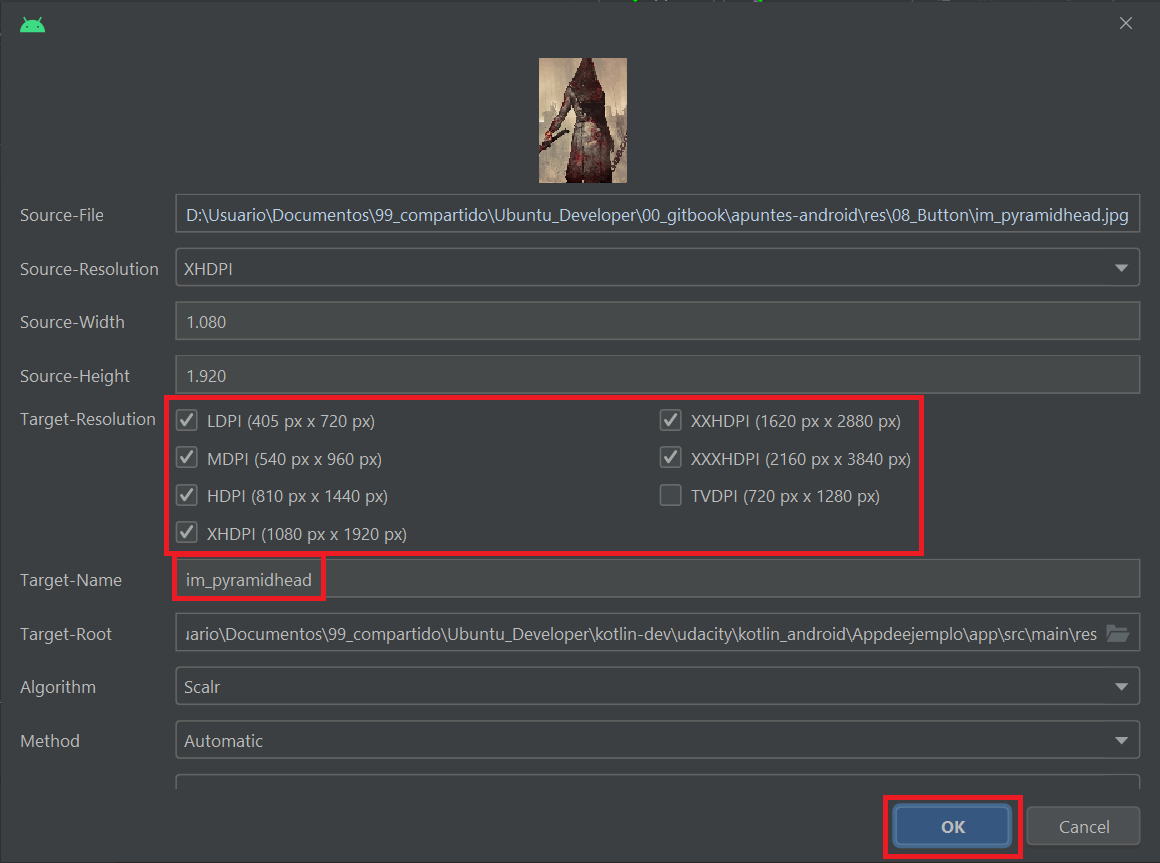 Source-File D:\Usuario\Documentos\99_compartido\Ubuntu_Developer\00_gitbook\apuntes-android\res\08_Button\im_pyramidhead.jpg
Source-Resolution XHDPI
Source-Width 1.080
Source-Height 1.920
Target-Resolution LDPI (405 px x 720 px) XXHDPI (1620 px x 2880 px)
MDPI (540 px x 960 px) XXXHDPI (2160 px x 3840 px)
HDPI (810 px x 1440 px) TVDPI (720 px x 1280 px)
XHDPI (1080 px x 1920 px)
Target-Name im_pyramidhead
Target-Root uario\Documentos\99_compartido\Ubuntu_Developer\kotlin-dev\udacity\kotlin_android\Appdeejemplo\app\src\main\res
Algorithm Scalr
Method Automatic
OK Cancel